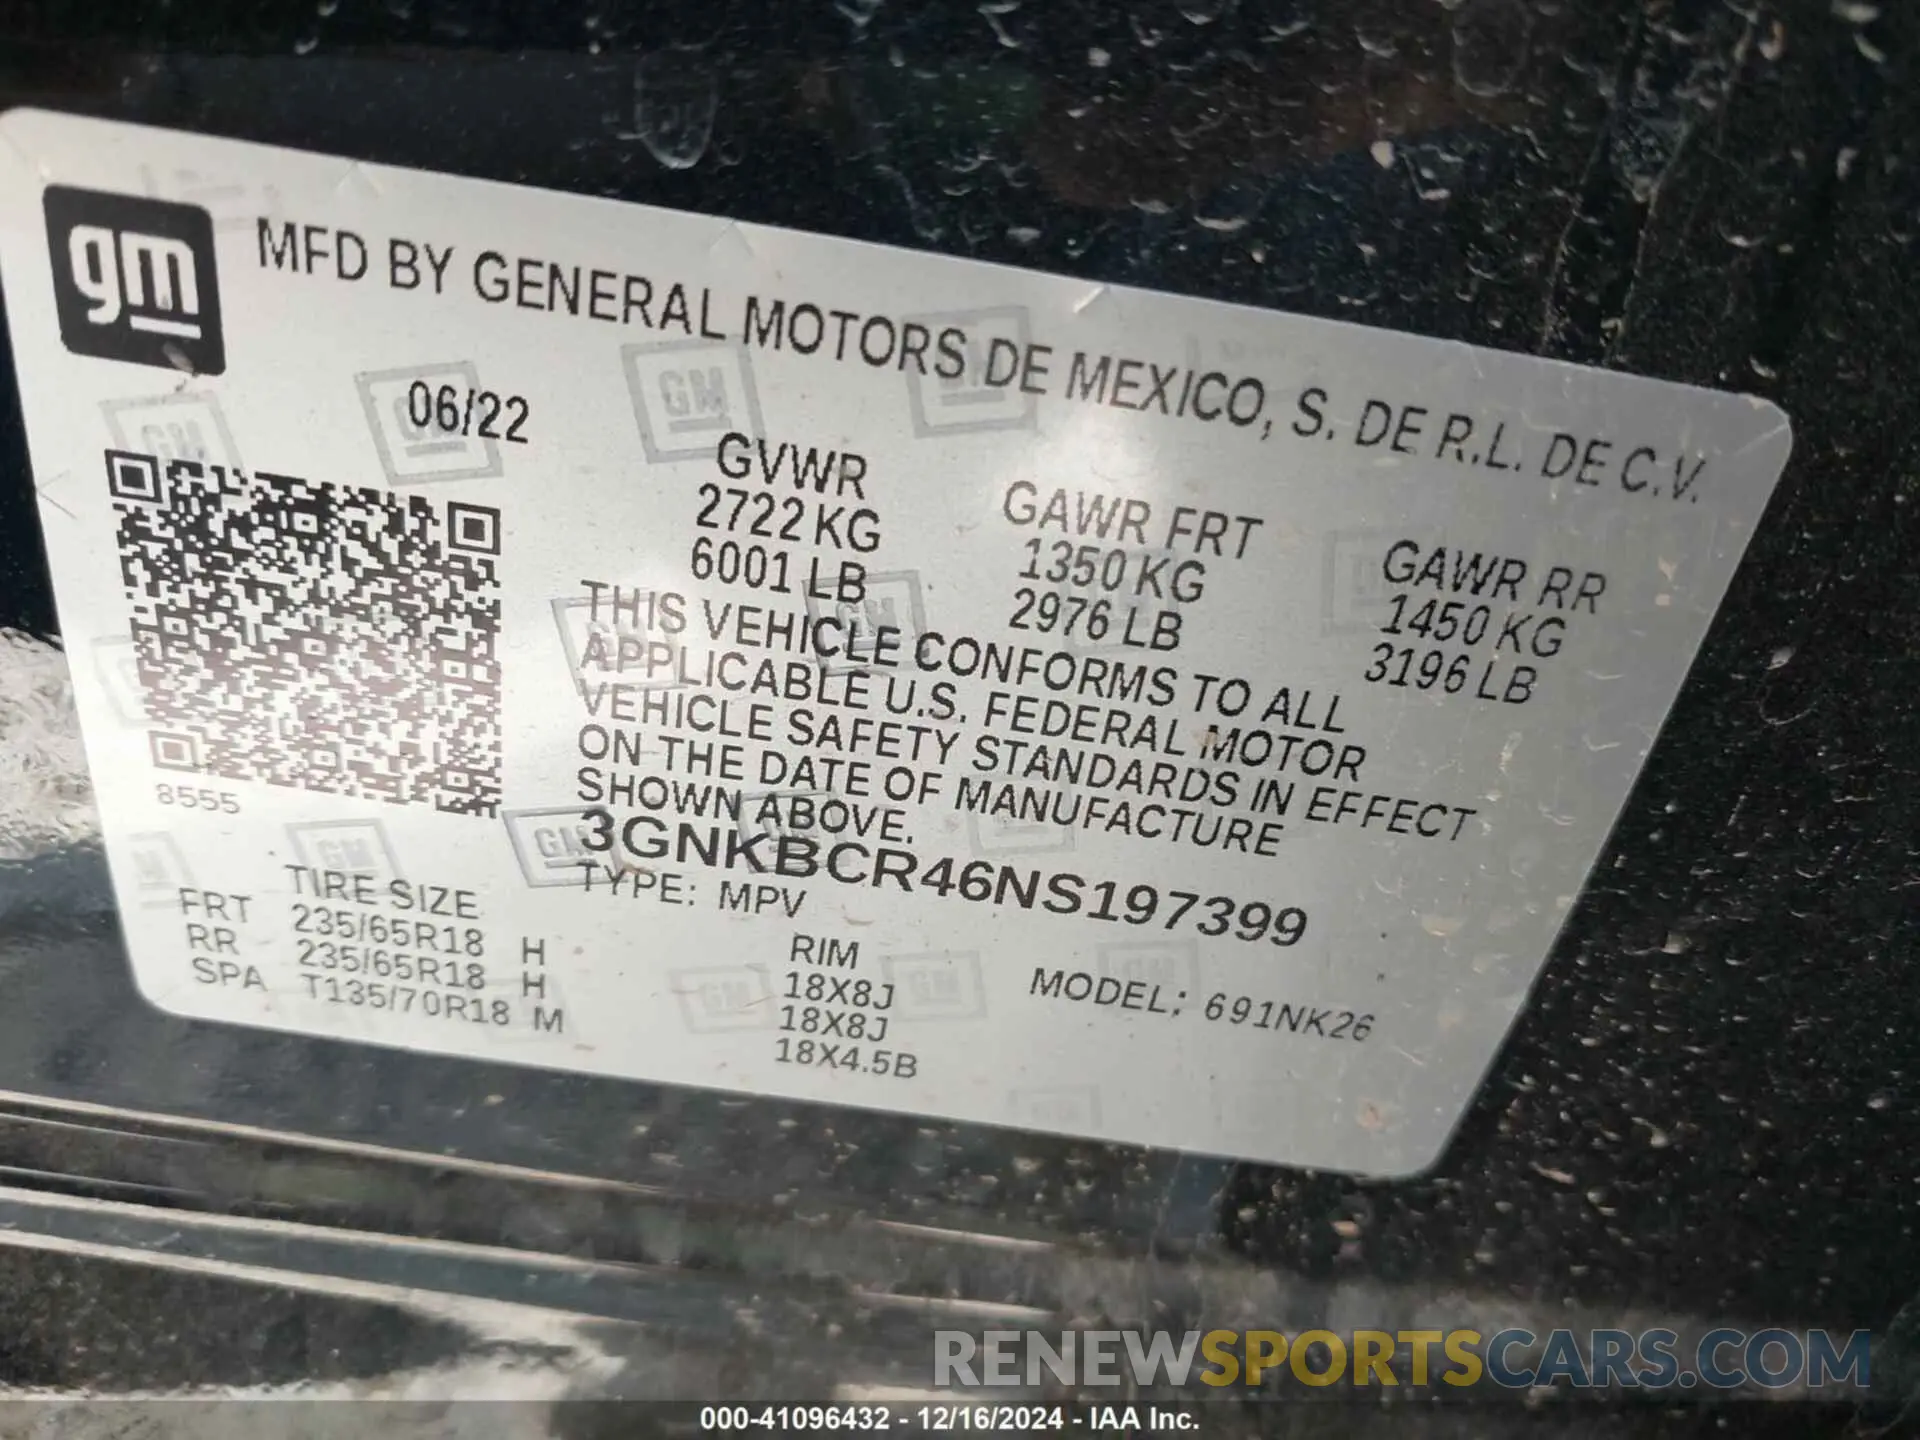 gm
MFD BY GENERAL MOTORS DE MEXICO, S. DE R.L. DE C.V.
06/22
GVWR GAWR FRT GAWR RR
2722 KG 1350 KG 1450 KG
6001 LB 2976 LB 3196 LB
THIS VEHICLE CONFORMS TO ALL
APPLICABLE U.S. FEDERAL MOTOR
VEHICLE SAFETY STANDARDS IN EFFECT
ON THE DATE OF MANUFACTURE
SHOWN ABOVE.
3GNKBCR46NS197399
TYPE: MPV
8555
TIRE SIZE RIM
FRT 235/65R18 H 18X8J
RR 235/65R18 H 18X8J
SPA T135/70R18 M 18X4.5B
MODEL: 691NK26
RENEWSPORTSCARS.COM
000-41096432 - 12/16/2024 - IAA Inc.